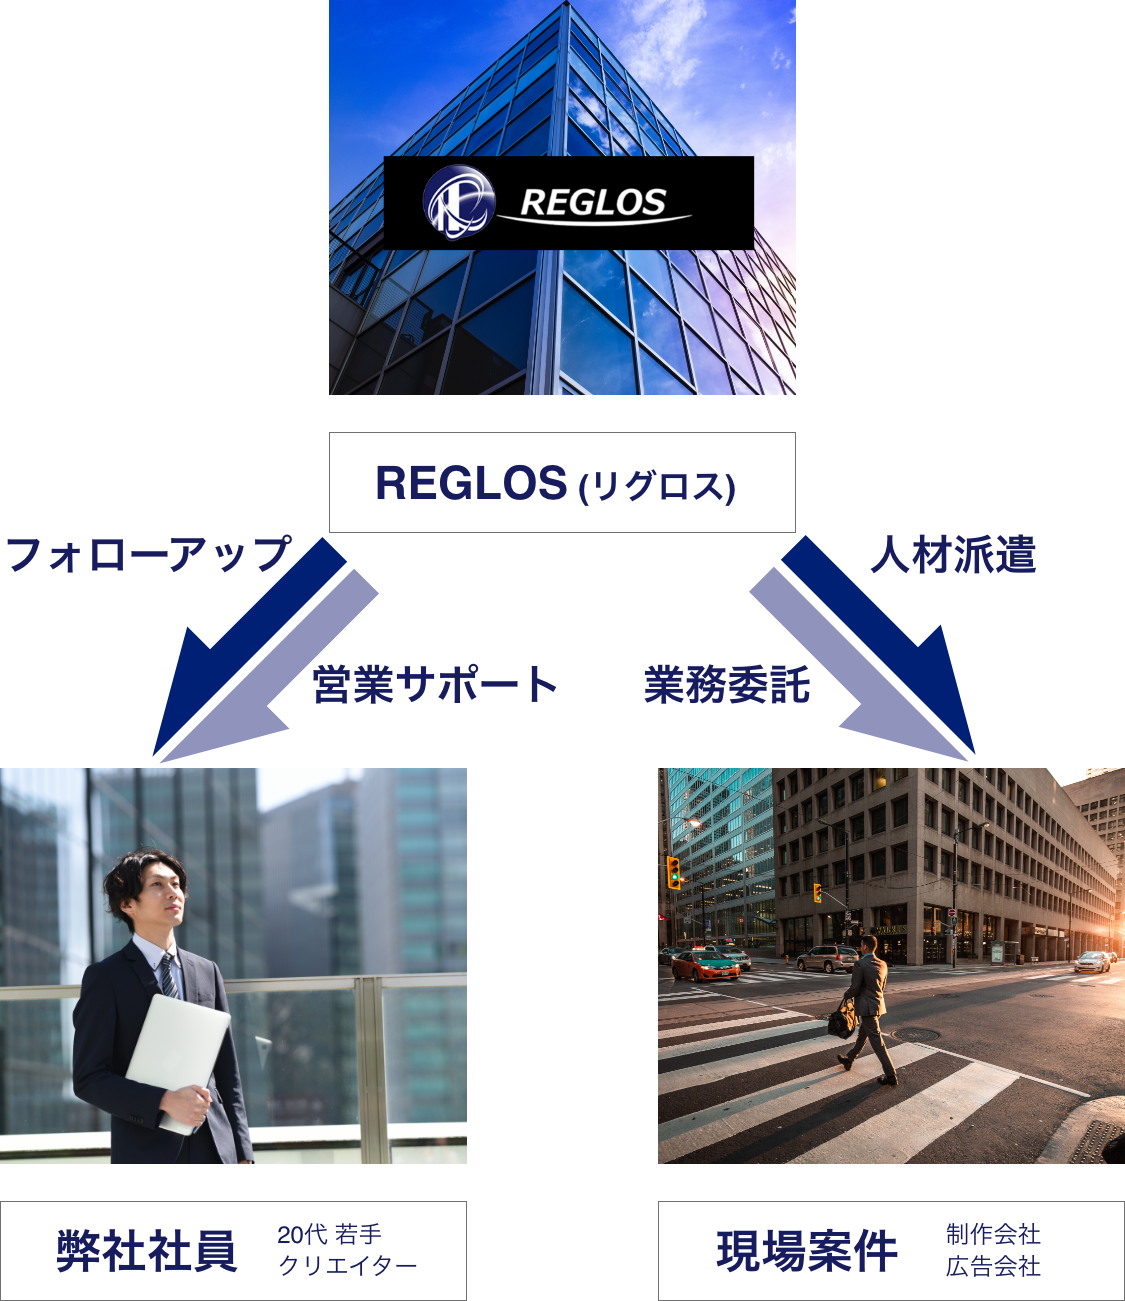 REGLOS
REGLOS (リグロス)
フォローアップ
人材派遣
営業サポート
業務委託
弊社社員
20代 若手
クリエイター
現場案件
制作会社
広告会社